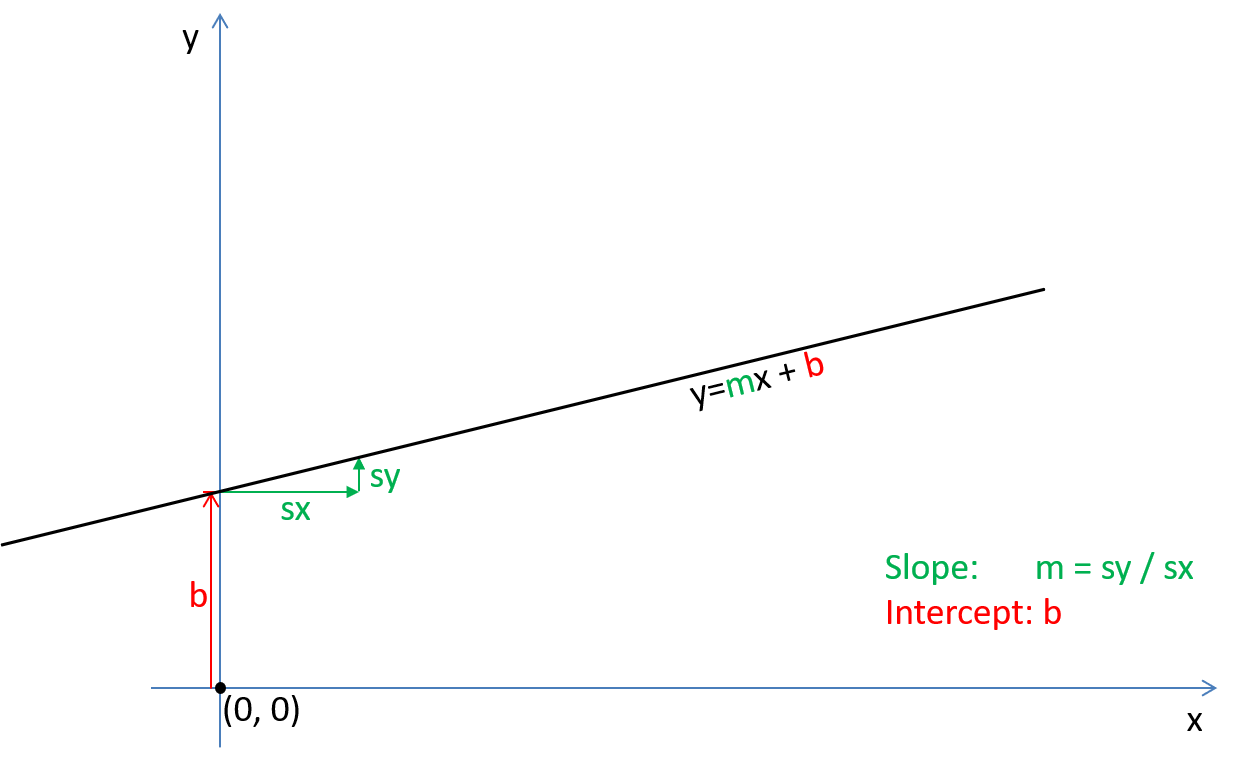 y
y=mx + b
sy
sx
Slope: m = sy / sx
b
Intercept: b
(0, 0)
x